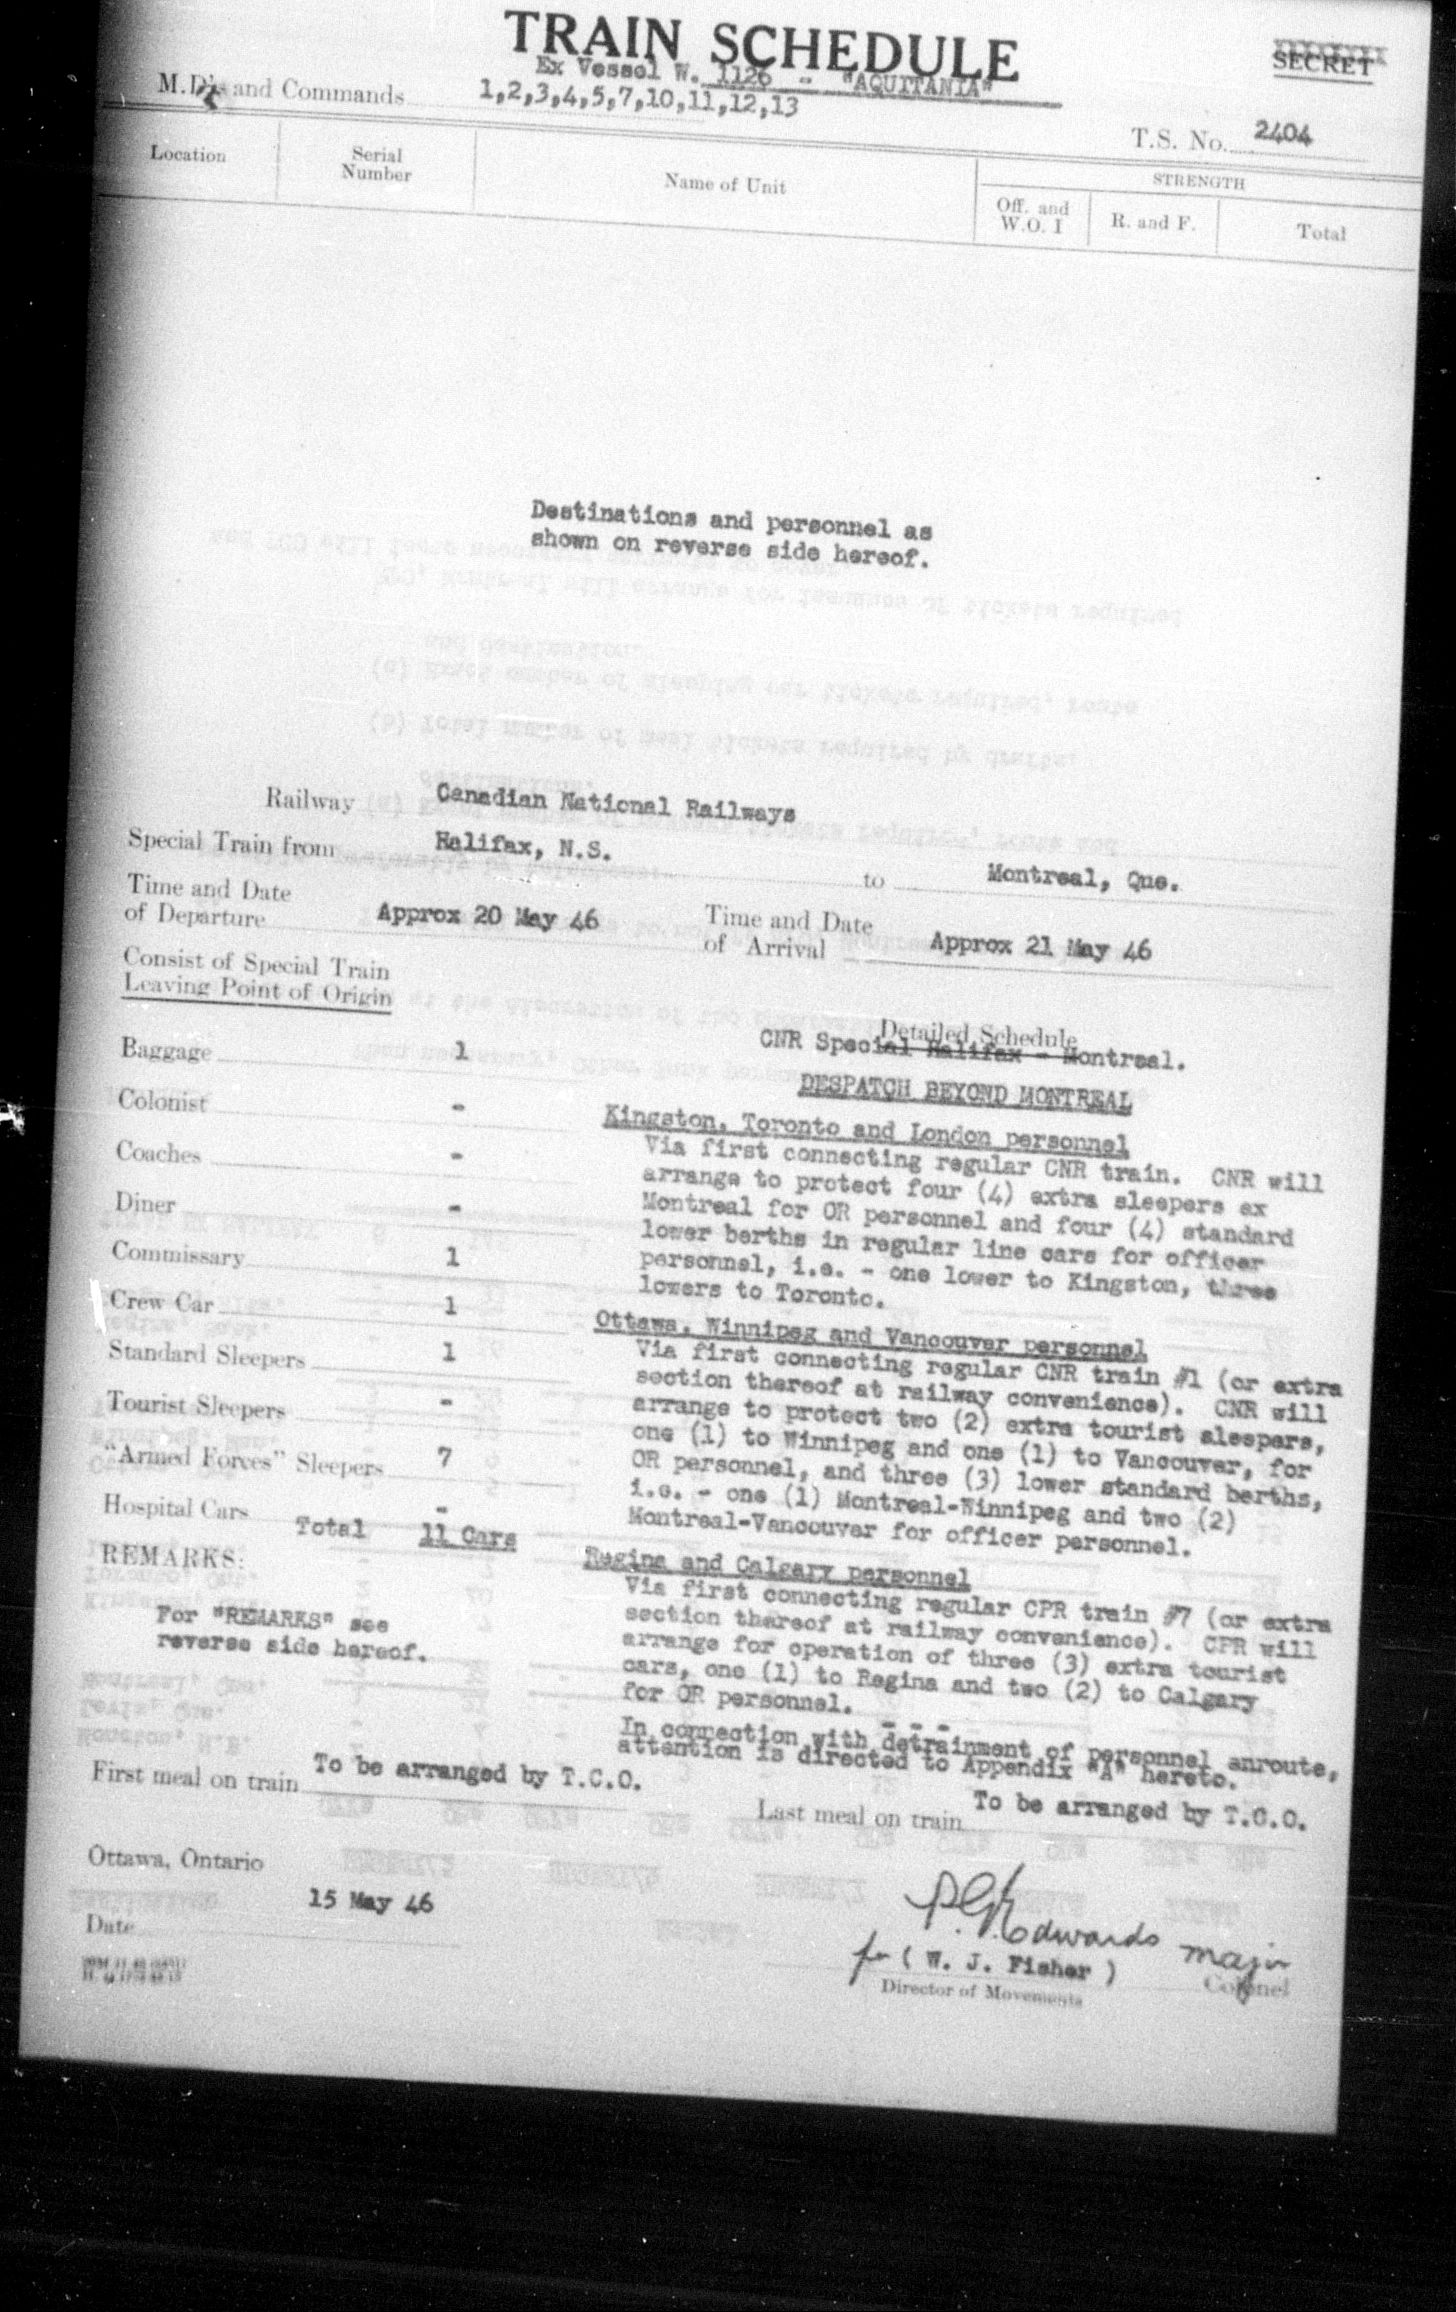 TRAIN SCHEDULE
SECRET
Ex Vessel W. 1126 - "AQUITANIA"
M.D's and Commands 1,2,3,4,5,7,10,11,12,13
T.S. No. 2404
Location
Serial Number
Name of Unit
STRENGTH
Off. and W.O. I
R. and F.
Total
Destinations and personnel as
shown on reverse side hereof.
Railway Canadian National Railways
Special Train from Halifax, N.S. to Montreal, Que.
Time and Date of Departure Approx 20 May 46
Time and Date of Arrival Approx 21 May 46
Consist of Special Train
Leaving Point of Origin
Baggage 1
Colonist -
Coaches -
Diner -
Commissary 1
Crew Car 1
Standard Sleepers 1
Tourist Sleepers -
"Armed Forces" Sleepers 7
Hospital Cars -
Total 11 Cars
REMARKS:
For "REMARKS" see
reverse side hereof.
Detailed Schedule
CNR Special Halifax - Montreal.
DESPATCH BEYOND MONTREAL
Kingston, Toronto and London personnel
Via first connecting regular CNR train. CNR will
arrange to protect four (4) extra sleepers ex
Montreal for OR personnel and four (4) standard
lower berths in regular line cars for officer
personnel, i.e. - one lower to Kingston, three
lowers to Toronto.
Ottawa, Winnipeg and Vancouver personnel
Via first connecting regular CNR train #1 (or extra
section thereof at railway convenience). CNR will
arrange to protect two (2) extra tourist sleepers,
one (1) to Winnipeg and one (1) to Vancouver, for
OR personnel, and three (3) lower standard berths,
i.e. - one (1) Montreal-Winnipeg and two (2)
Montreal-Vancouver for officer personnel.
Regina and Calgary personnel
Via first connecting regular CPR train #7 (or extra
section thereof at railway convenience). CPR will
arrange for operation of three (3) extra tourist
cars, one (1) to Regina and two (2) to Calgary
for OR personnel.
- - -
In connection with detrainment of personnel enroute,
attention is directed to Appendix "A" hereto.
First meal on train To be arranged by T.C.O.
Last meal on train To be arranged by T.C.O.
Ottawa, Ontario
Date 15 May 46
P.G. Edwards Major
for ( W. J. Fisher ) Colonel
Director of Movements